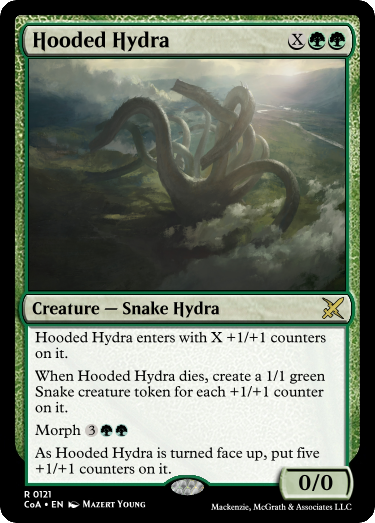 Hooded Hydra X
Creature — Snake Hydra
Hooded Hydra enters with X +1/+1 counters
on it.
When Hooded Hydra dies, create a 1/1 green
Snake creature token for each +1/+1 counter
on it.
Morph 3
As Hooded Hydra is turned face up, put five
+1/+1 counters on it.
0/0
R 0121
CoA • EN Mazert Young
Mackenzie, McGrath & Associates LLC